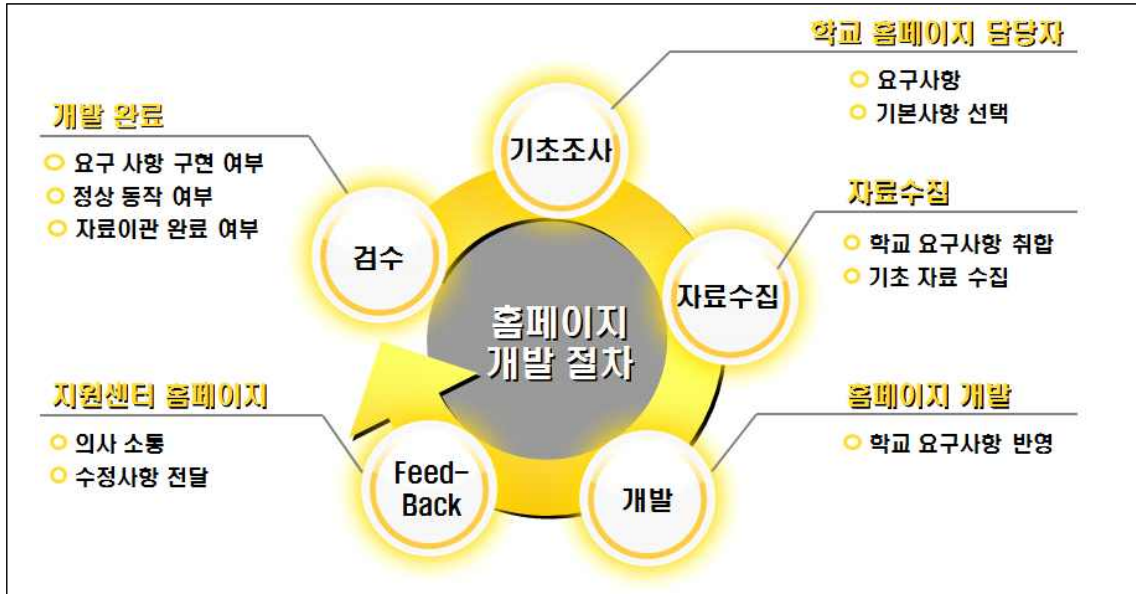 학교 홈페이지 담당자
요구사항
기본사항 선택
기초조사
개발 완료
요구 사항 구현 여부
정상 동작 여부
자료이관 완료 여부
검수
자료수집
학교 요구사항 취합
기초 자료 수집
자료수집
홈페이지
개발 절차
지원센터 홈페이지
의사 소통
수정사항 전달
Feed-
Back
홈페이지 개발
학교 요구사항 반영
개발